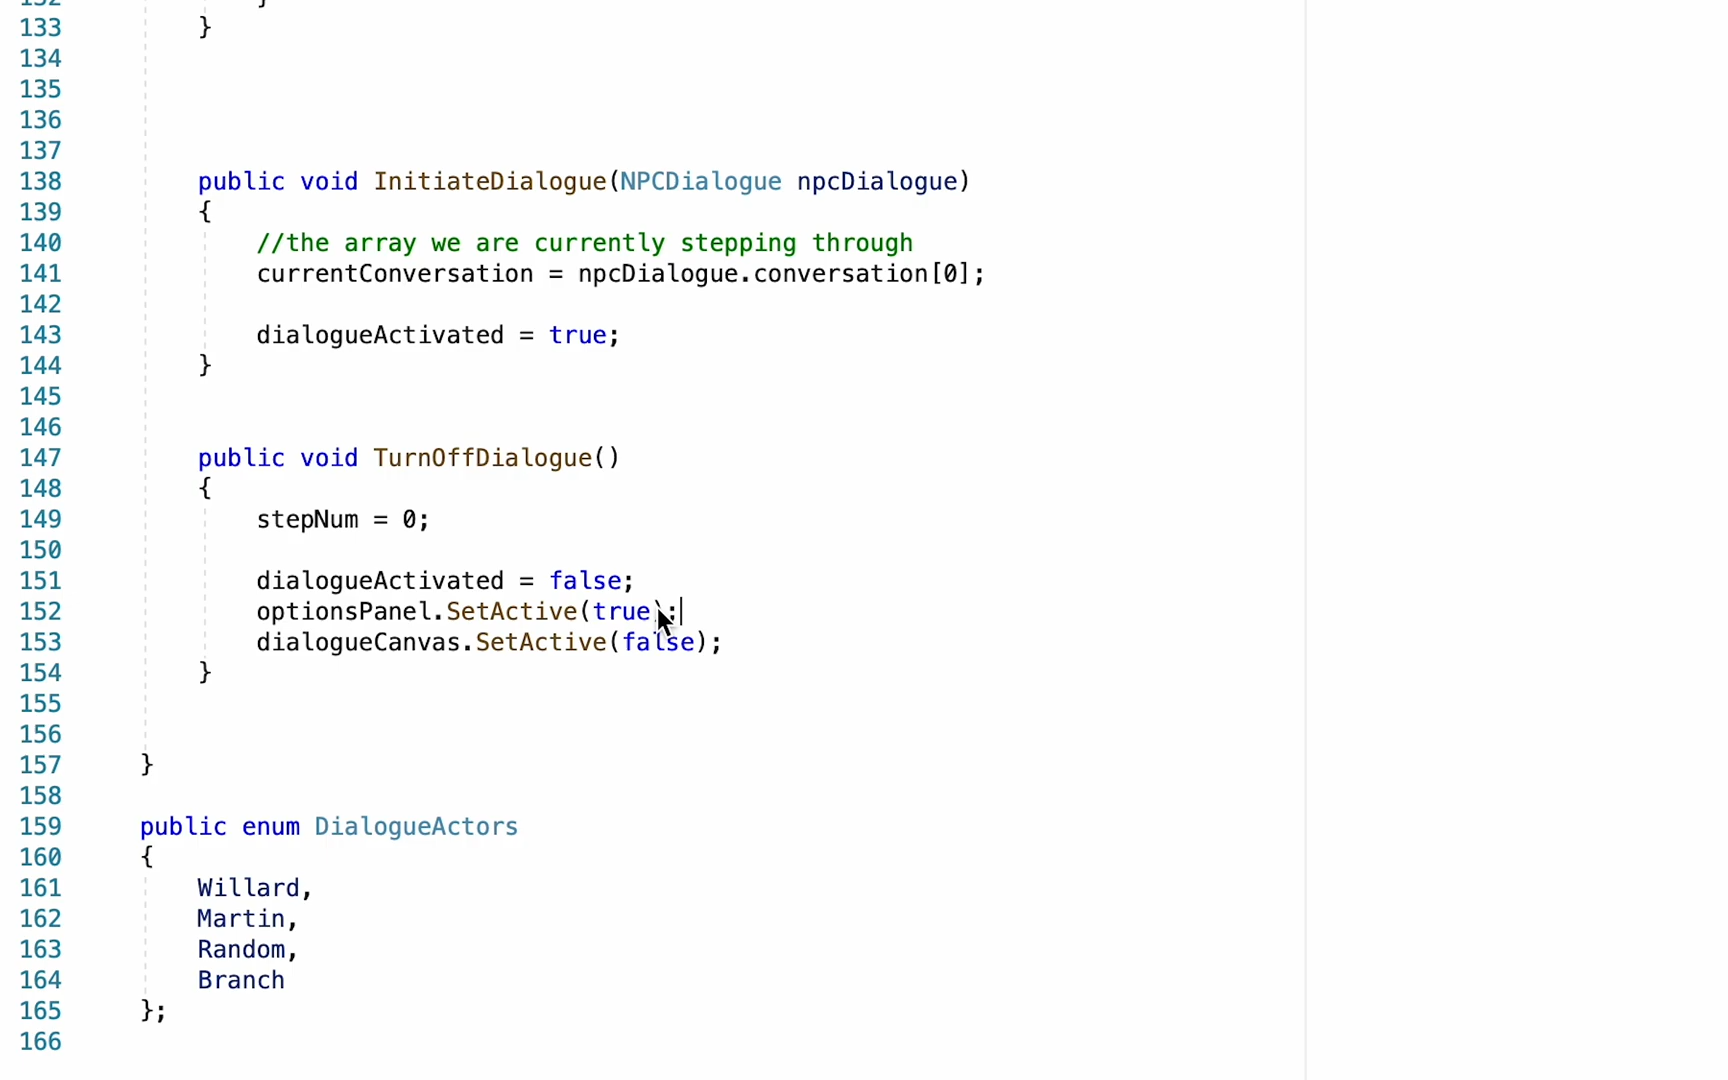 132 }
133 }
134
135
136
137
138 public void InitiateDialogue(NPCDialogue npcDialogue)
139 {
140 //the array we are currently stepping through
141 currentConversation = npcDialogue.conversation[0];
142
143 dialogueActivated = true;
144 }
145
146
147 public void TurnOffDialogue()
148 {
149 stepNum = 0;
150
151 dialogueActivated = false;
152 optionsPanel.SetActive(true);
153 dialogueCanvas.SetActive(false);
154 }
155
156
157 }
158
159 public enum DialogueActors
160 {
161 Willard,
162 Martin,
163 Random,
164 Branch
165 };
166